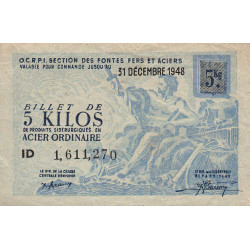 O.C.R.P.I. SECTION DES FONTES FERS ET ACIERS
VALABLE POUR COMMANDE JUSQU'AU
31 DÉCEMBRE 1948
5 Kg
BILLET DE
5 KILOS
DE PRODUITS SIDÉRURGIQUES EN
ACIER ORDINAIRE
ID 1,611,270